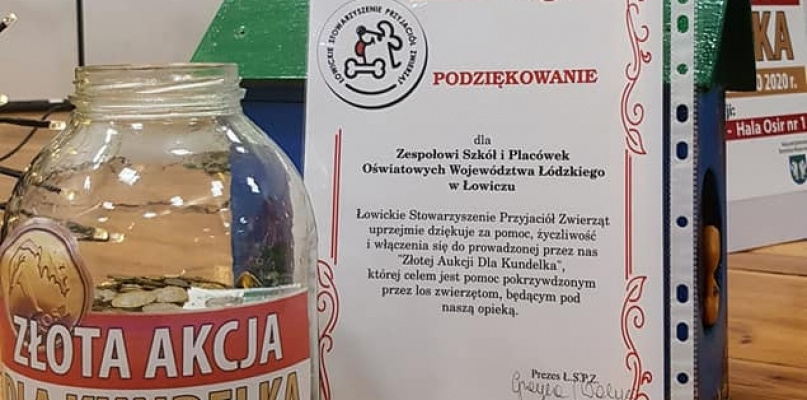 ŁOWICKIE STOWARZYSZENIE PRZYJACIÓŁ ZWIERZĄT
PODZIĘKOWANIE
dla
Zespołowi Szkół i Placówek
Oświatowych Województwa Łódzkiego
w Łowiczu
Łowickie Stowarzyszenie Przyjaciół Zwierząt
uprzejmie dziękuje za pomoc, życzliwość
i włączenia się do prowadzonej przez nas
"Złotej Aukcji Dla Kundelka",
której celem jest pomoc pokrzywdzonym
przez los zwierzętom, będącym pod
naszą opieką.
Prezes Ł.S.P.Z.
ZŁOTA AKCJA
DLA KUNDELKA
KA
2020 r.
- Hala Osir nr 1